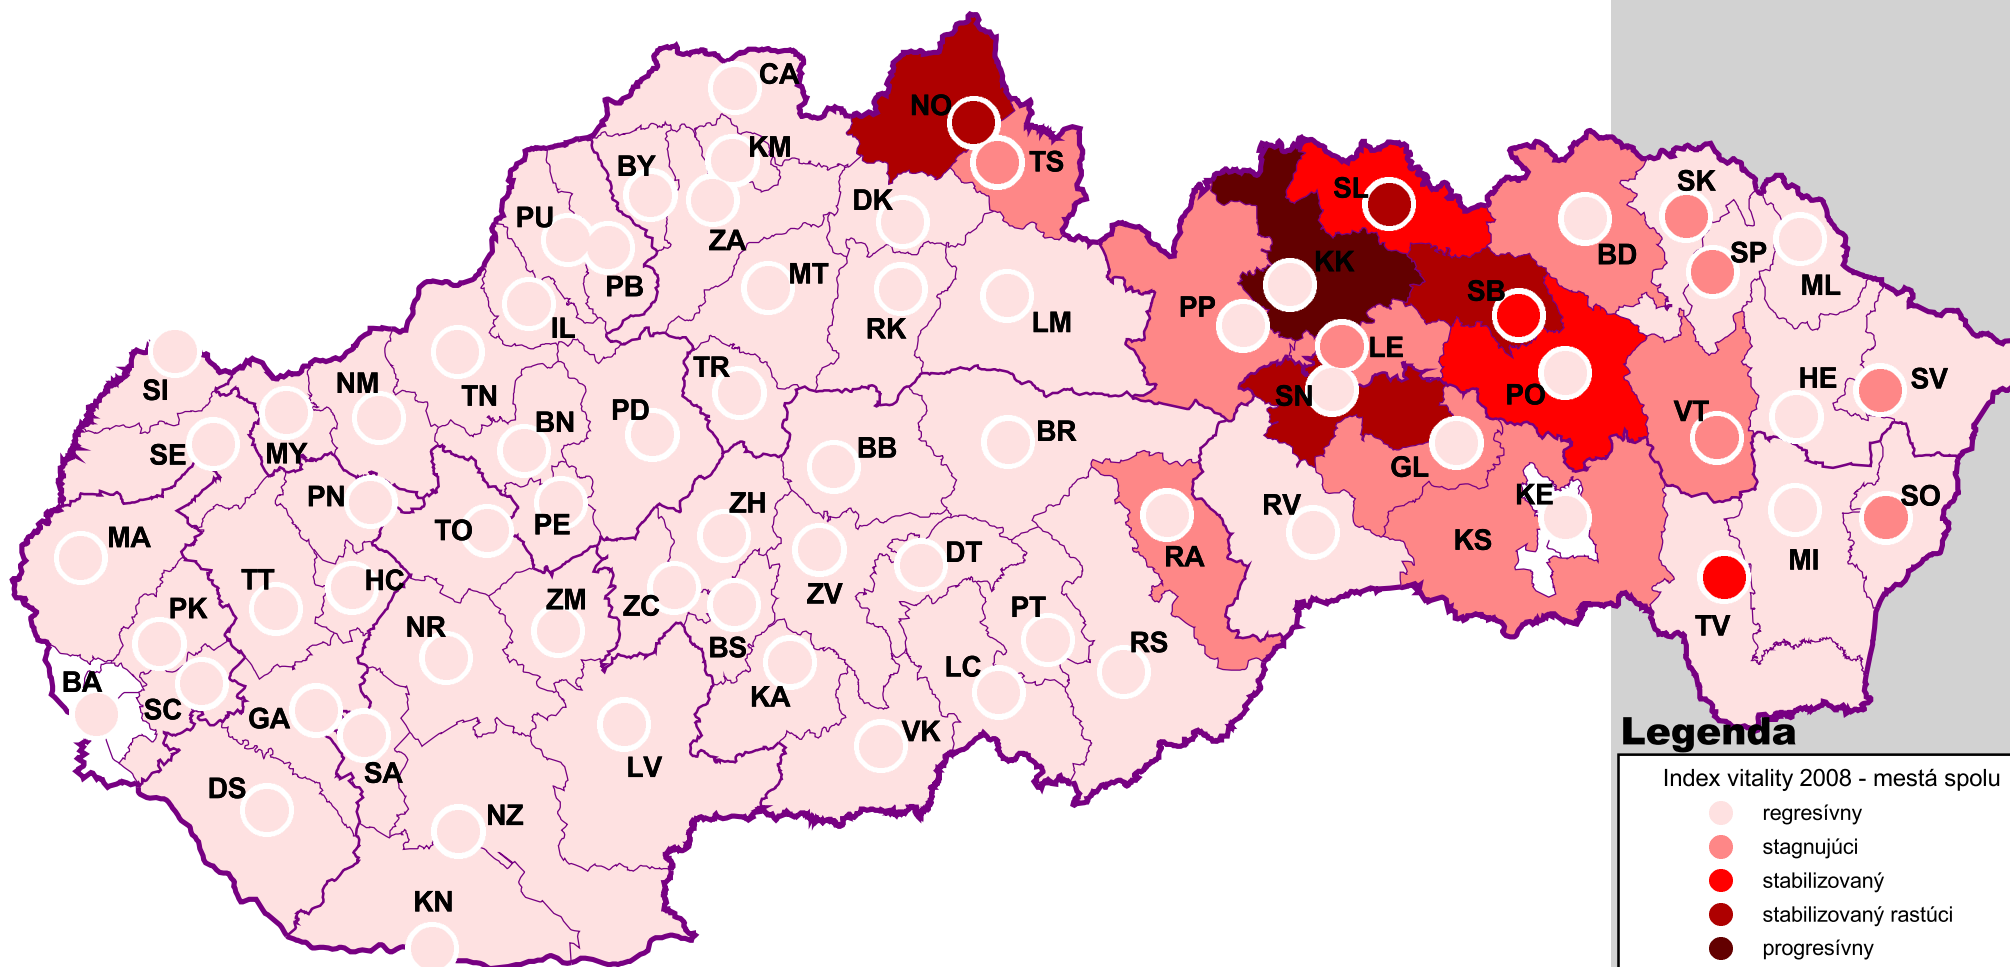 CA
NO
KM
BY
TS
DK
SL
SK
PU
ZA
BD
SP
KK
MT
PB
ML
SB
PP
IL
RK
LM
LE
TR
HE
SV
SI
NM
TN
SN
PO
PD
VT
BN
BR
BB
SE
MY
GL
PN
ZH
RV
KE
SO
TO
PE
MA
DT
KS
RA
MI
TT
HC
ZM
ZC
ZV
PT
PK
NR
TV
BS
RS
LC
BA
KA
SC
GA
VK
SA
LV
DS
NZ
KN
Legenda
Index vitality 2008 - mestá spolu
regresívny
stagnujúci
stabilizovaný
stabilizovaný rastúci
progresívny